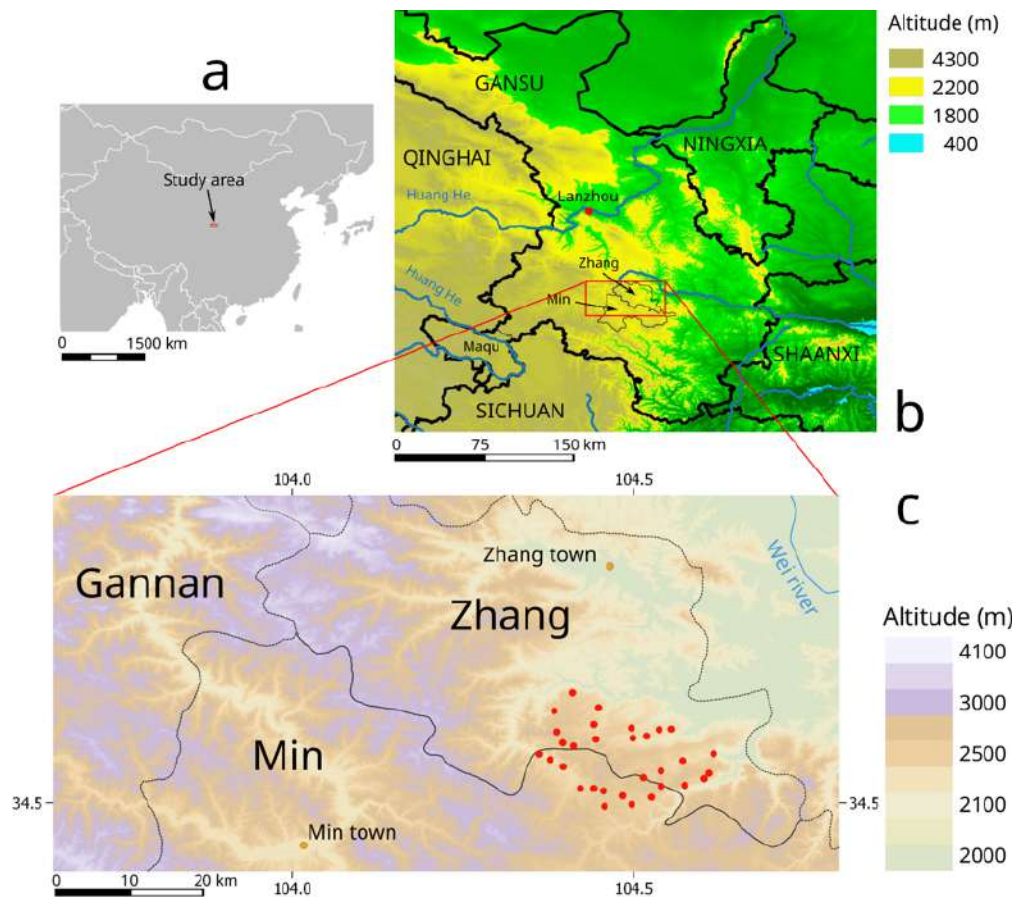 a
Study area
0 1500 km
Altitude (m)
4300
2200
1800
400
GANSU
QINGHAI
NINGXIA
Huang He
Lanzhou
Zhang
Huang He
Min
Maqu
SHAANXI
SICHUAN
b
0 75 150 km
104.0 104.5
c
Zhang town
Wei river
Gannan
Zhang
Min
34.5 34.5
Min town
0 10 20 km
104.0 104.5
Altitude (m)
4100
3000
2500
2100
2000